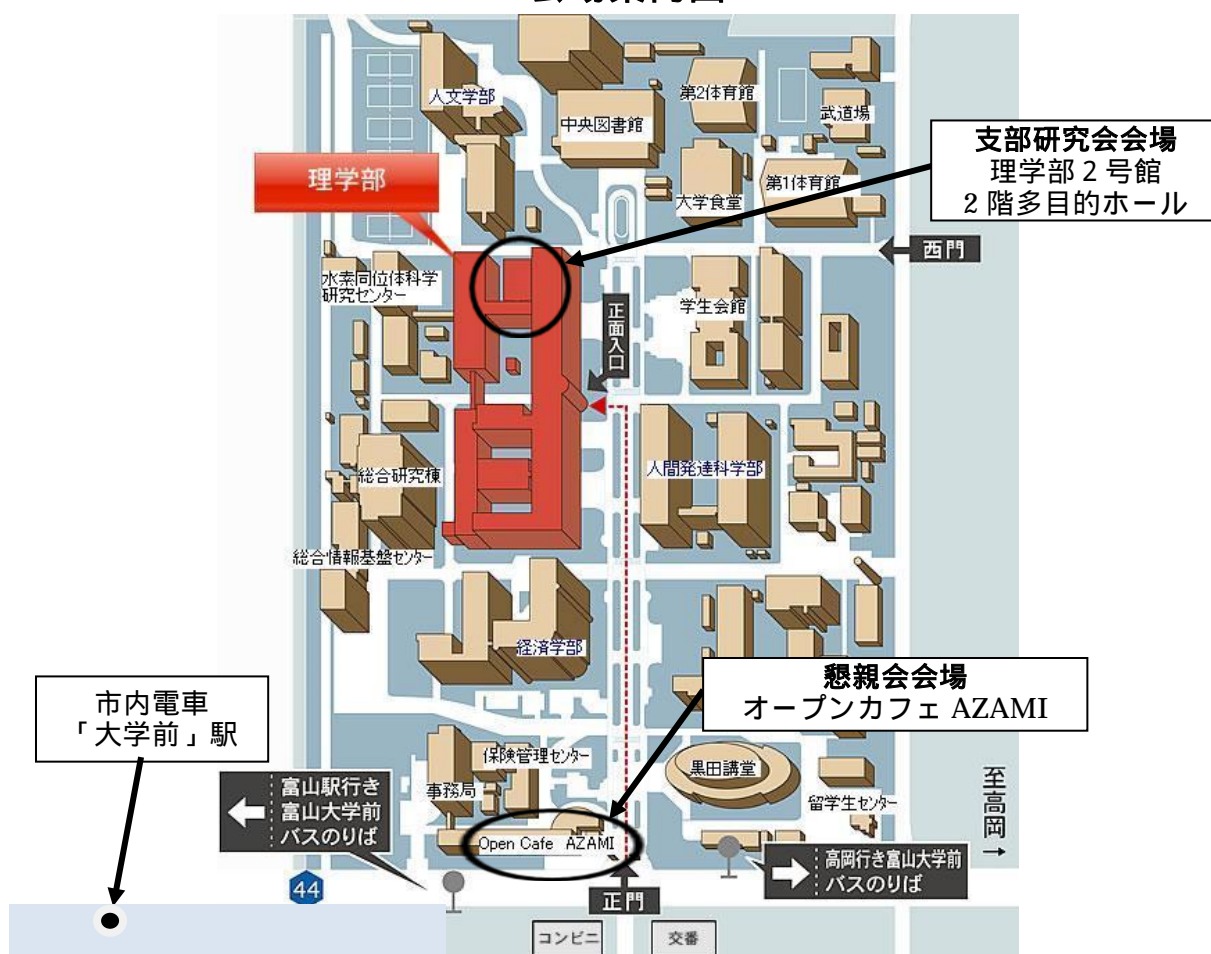 人文学部
中央図書館
第2体育館
武道場
支部研究会会場
理学部2号館
2階多目的ホール
理学部
大学食堂
第1体育館
西門
水素同位体科学
研究センター
学生会館
正面入口
総合研究棟
人間発達科学部
総合情報基盤センター
経済学部
懇親会会場
オープンカフェ AZAMI
市内電車
「大学前」駅
保険管理センター
黒田講堂
事務局
留学生センター
至高岡→
富山駅行き
富山大学前
バスのりば
Open Cafe AZAMI
高岡行き富山大学前
バスのりば
44
正門
コンビニ
交番